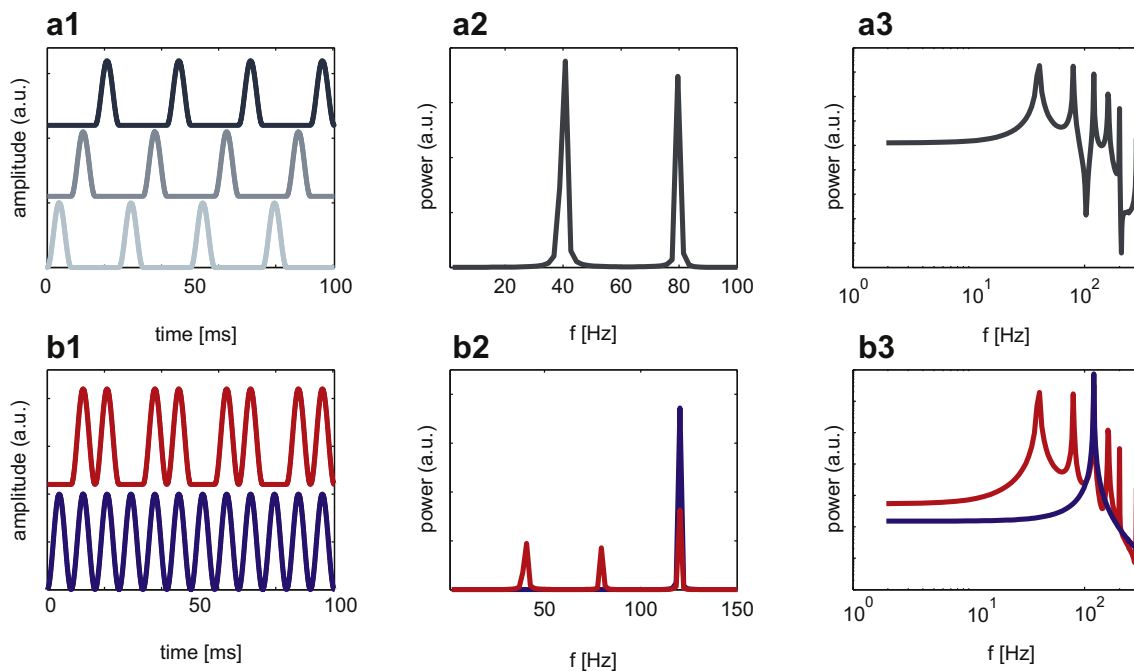 a1
a2
a3
amplitude (a.u.)
0
50
100
time [ms]
power (a.u.)
20
40
60
80
100
f [Hz]
power (a.u.)
10^0
10^1
10^2
f [Hz]
b1
b2
b3
amplitude (a.u.)
0
50
100
time [ms]
power (a.u.)
50
100
150
f [Hz]
power (a.u.)
10^0
10^1
10^2
f [Hz]